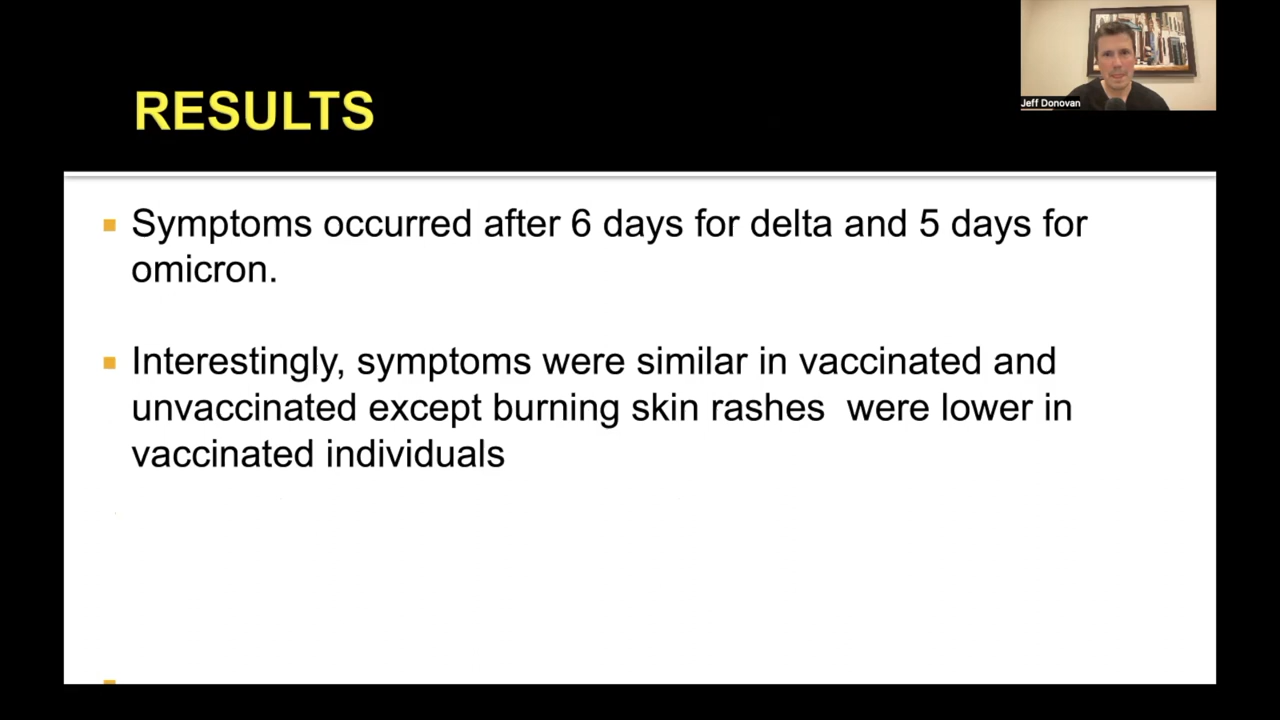 Jeff Donovan
RESULTS
Symptoms occurred after 6 days for delta and 5 days for
omicron.
Interestingly, symptoms were similar in vaccinated and
unvaccinated except burning skin rashes  were lower in
vaccinated individuals